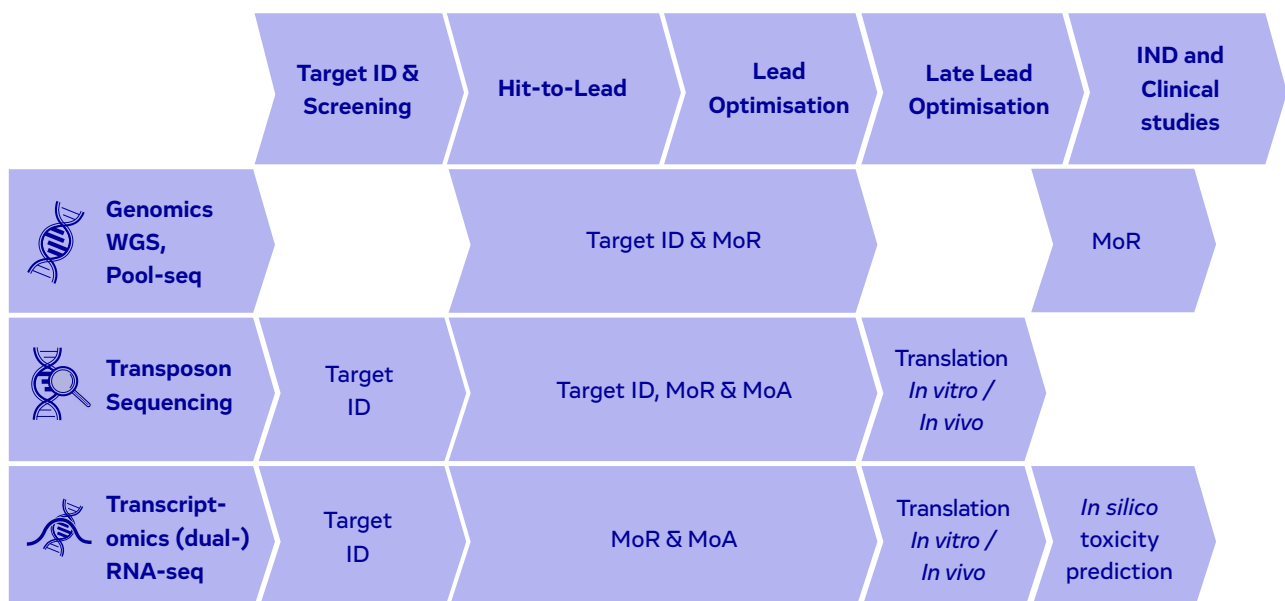 Target ID &
Screening
Hit-to-Lead
Lead
Optimisation
Late Lead
Optimisation
IND and
Clinical
studies
Genomics
WGS,
Pool-seq
Target ID & MoR
MoR
Transposon
Sequencing
Target
ID
Target ID, MoR & MoA
Translation
In vitro /
In vivo
Transcript-
omics (dual-)
RNA-seq
Target
ID
MoR & MoA
Translation
In vitro /
In vivo
In silico
toxicity
prediction